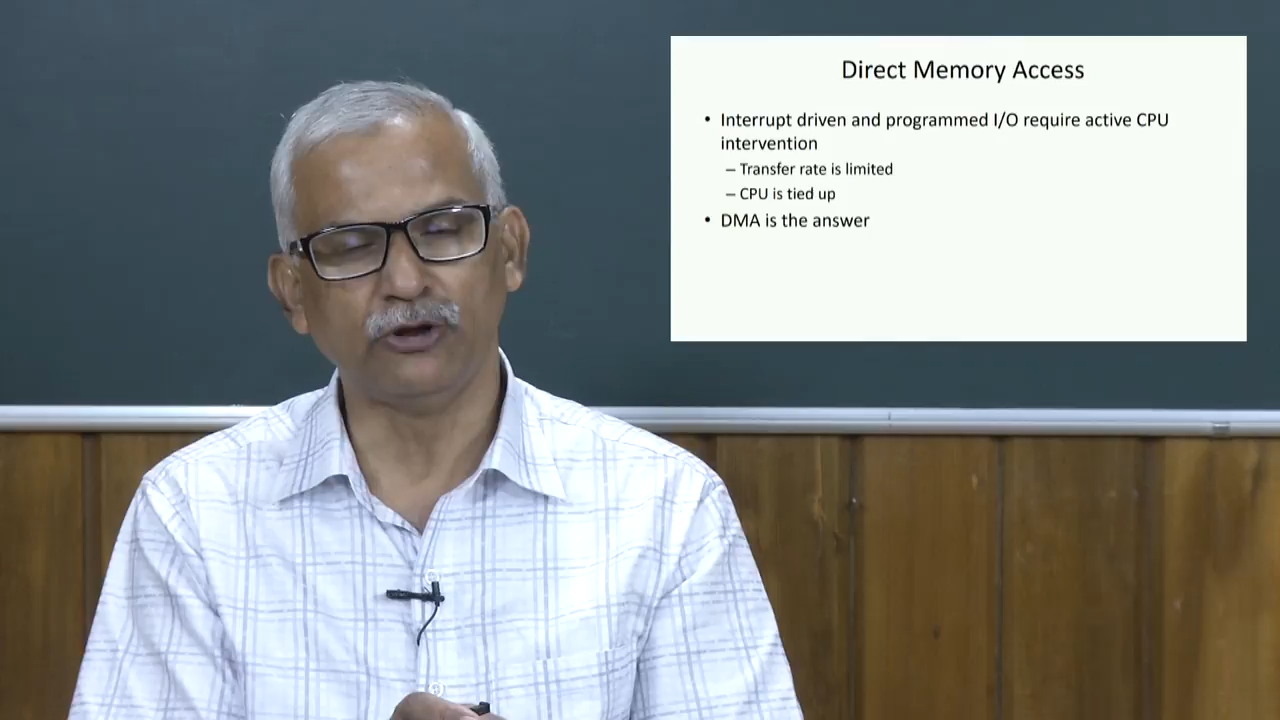 Direct Memory Access
• Interrupt driven and programmed I/O require active CPU
intervention
– Transfer rate is limited
– CPU is tied up
• DMA is the answer